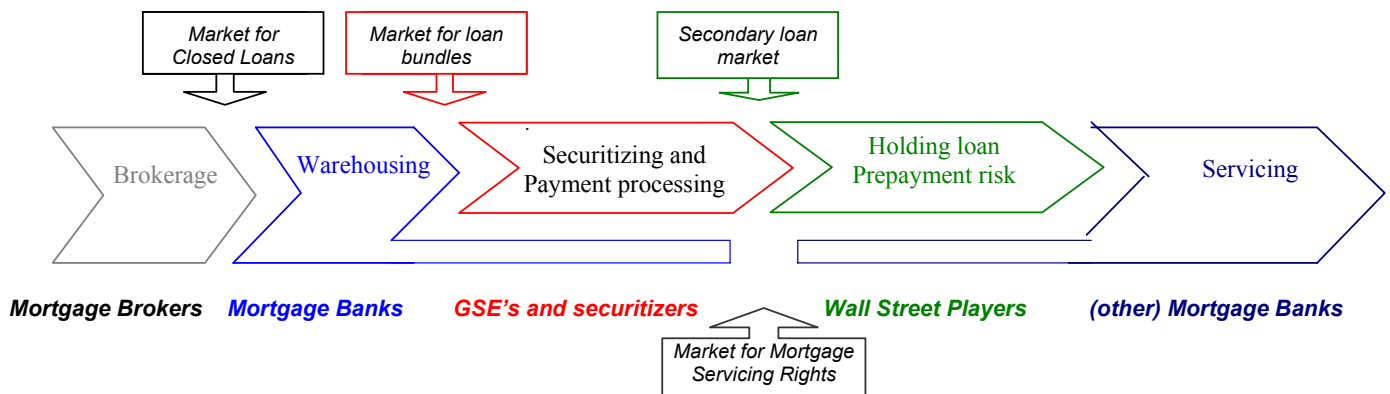 Market for
Closed Loans
Market for loan
bundles
Secondary loan
market
Brokerage
Warehousing
Securitizing and
Payment processing
Holding loan
Prepayment risk
Servicing
Mortgage Brokers
Mortgage Banks
GSE's and securitizers
Wall Street Players
(other) Mortgage Banks
Market for Mortgage
Servicing Rights